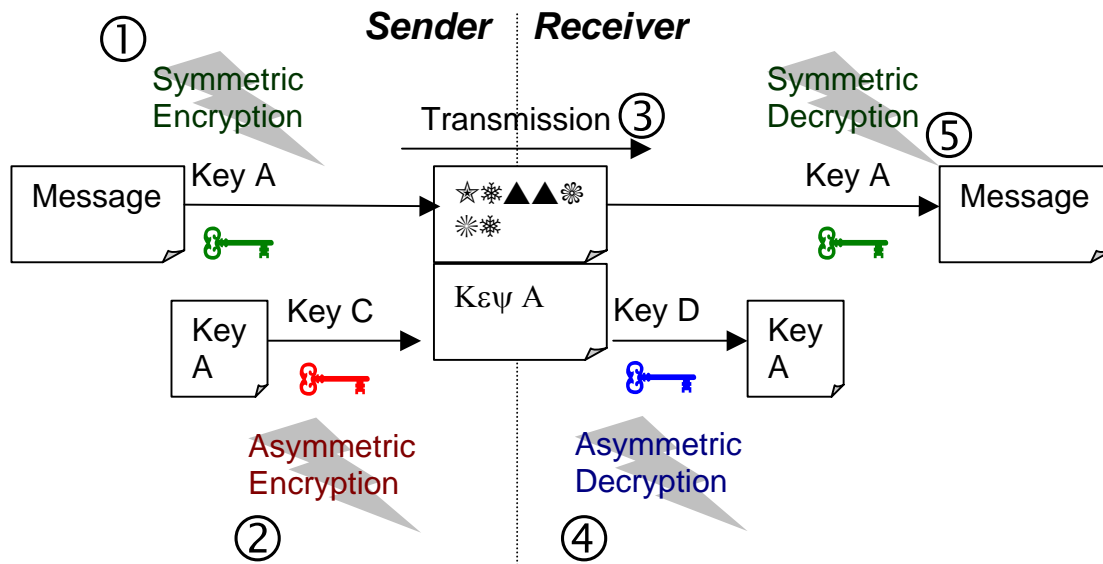 Sender Receiver
①
Symmetric
Encryption
Transmission ③
Symmetric
Decryption
⑤
Message
Key A
✭❄▲▲❁
☼❄
Key A
Message
Key
A
Key C
Κεψ Α
Key D
Key
A
Asymmetric
Encryption
Asymmetric
Decryption
②
④